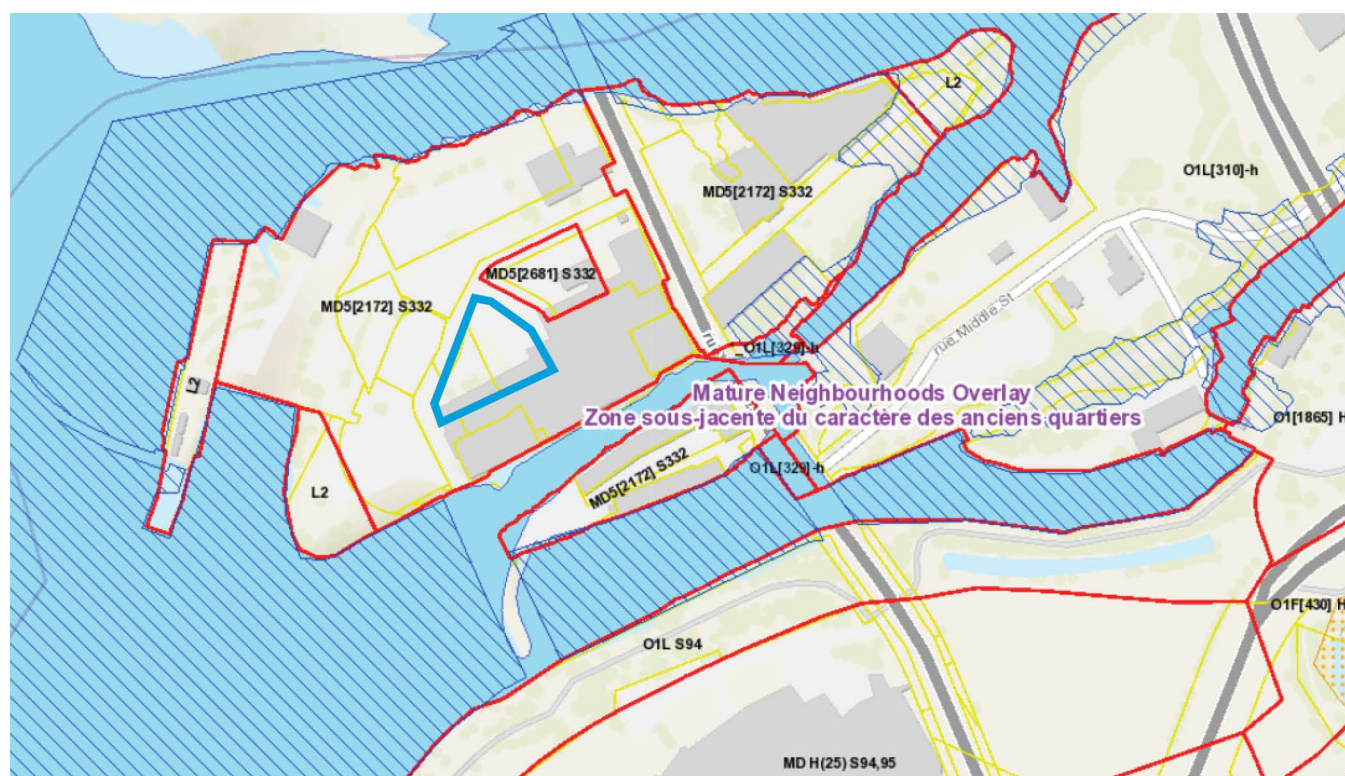 L2
O1L[310]-h
MD5[2172] S332
MD5[2681] S332
MD5[2172] S332
rue Middle St
ru
O1L[329]-h
L2
Mature Neighbourhoods Overlay
Zone sous-jacente du caractère des anciens quartiers
O1[1865] H
O1L[329]-h
MD5[2172] S332
L2
O1F[430] H
O1L S94
MD H(25) S94,95